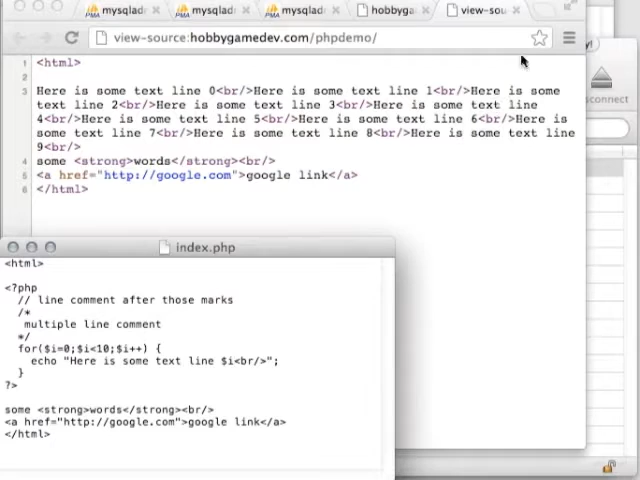 mysqladr
mysqladr
mysqladr
hobbyga
view-sou
view-source:hobbygamedev.com/phpdemo/
y!
sconnect
1 <html>
2
3 Here is some text line 0<br/>Here is some text line 1<br/>Here is some
text line 2<br/>Here is some text line 3<br/>Here is some text line
4<br/>Here is some text line 5<br/>Here is some text line 6<br/>Here is
some text line 7<br/>Here is some text line 8<br/>Here is some text line
9<br/>
4 some <strong>words</strong><br/>
5 <a href="http://google.com">google link</a>
6 </html>
index.php
<html>
<?php
// line comment after those marks
/*
multiple line comment
*/
for($i=0;$i<10;$i++) {
echo "Here is some text line $i<br/>";
}
?>
some <strong>words</strong><br/>
<a href="http://google.com">google link</a>
</html>